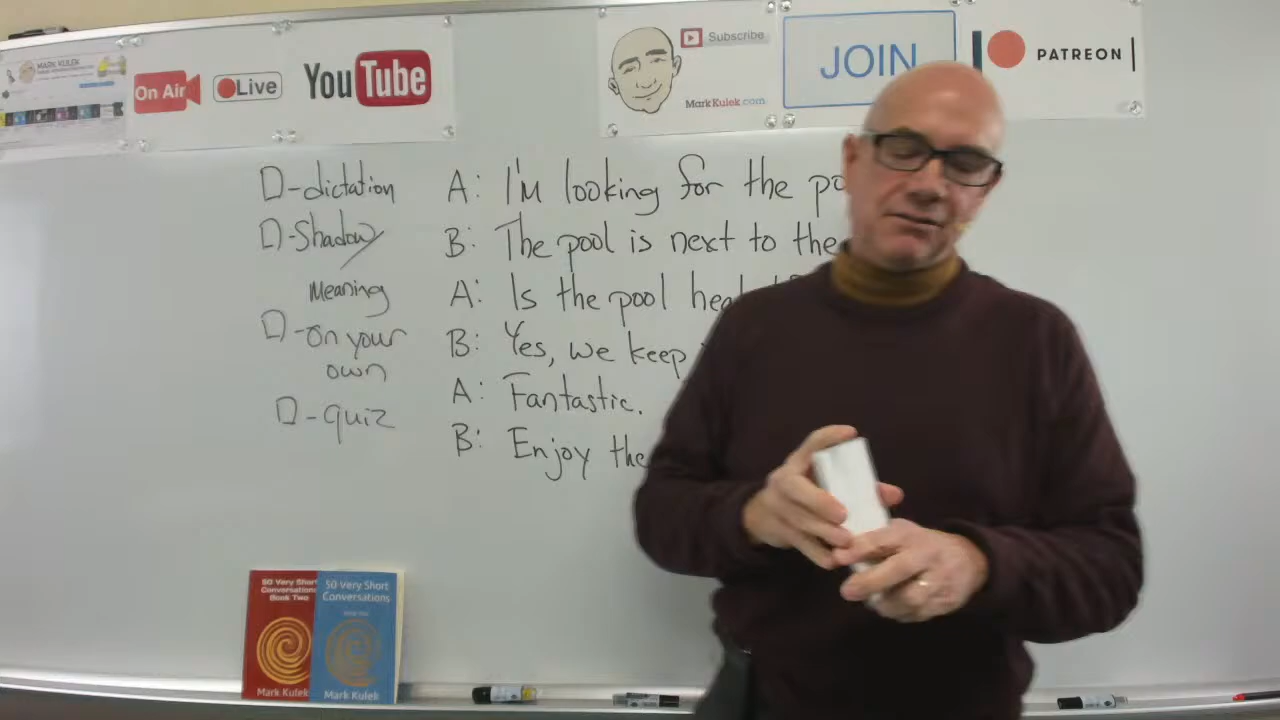 MARK KULEK
On Air
Live
YouTube
Subscribe
MarkKulek.com
JOIN
PATREON
D-dictation
D-Shadow
Meaning
D-on your
own
D-quiz
A: I'm looking for the
B: The pool is next to the
A: Is the pool
B: Yes, we keep
A: Fantastic.
B: Enjoy the
50 Very Short
Conversations
Book Two
Mark Kulek
50 Very Short
Conversations
Mark Kulek